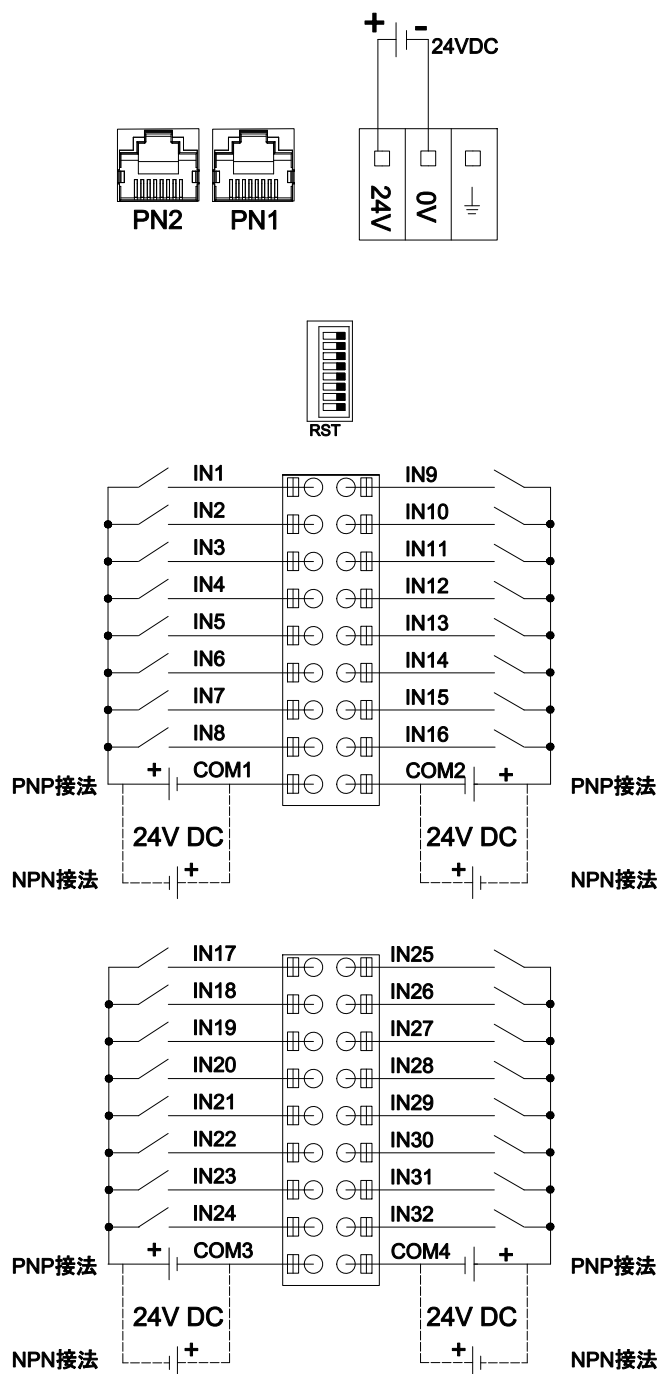 + -
24VDC
24V 0V
PN2 PN1
RST
IN1 IN9
IN2 IN10
IN3 IN11
IN4 IN12
IN5 IN13
IN6 IN14
IN7 IN15
IN8 IN16
PNP接法 + COM1 COM2 + PNP接法
24V DC 24V DC
NPN接法 + + NPN接法
IN17 IN25
IN18 IN26
IN19 IN27
IN20 IN28
IN21 IN29
IN22 IN30
IN23 IN31
IN24 IN32
PNP接法 + COM3 COM4 + PNP接法
24V DC 24V DC
NPN接法 + + NPN接法